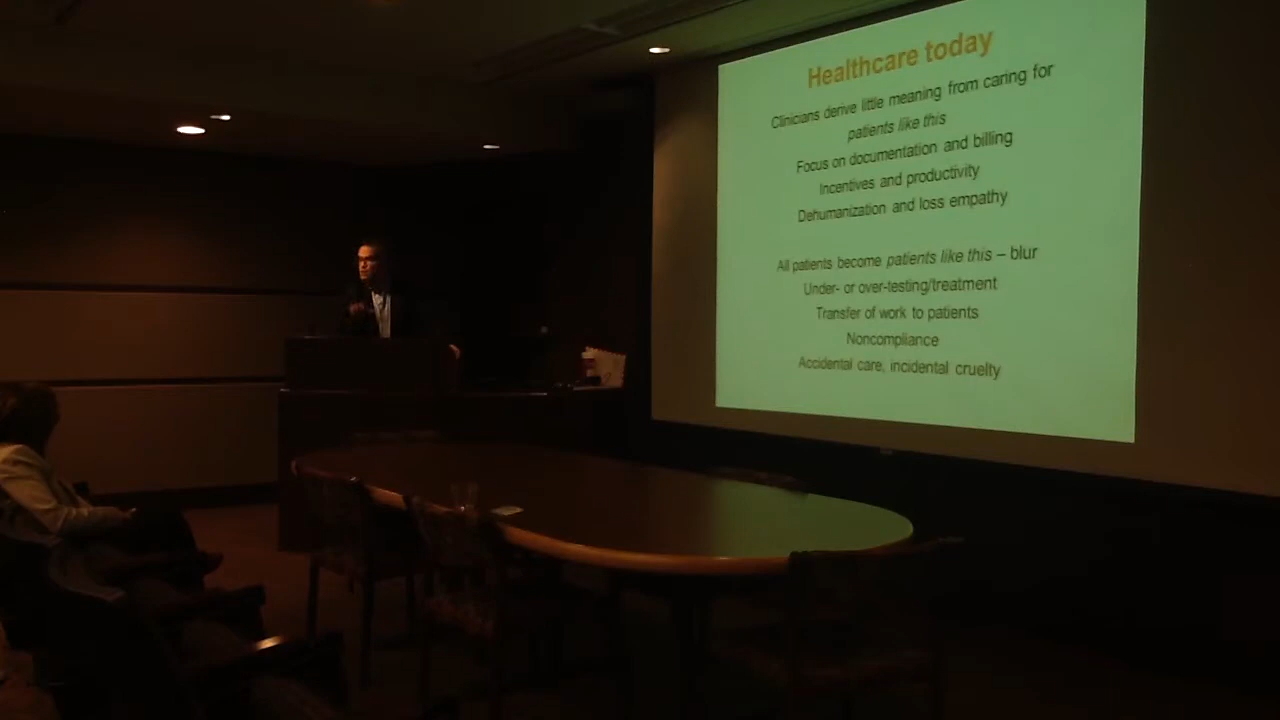 Healthcare today
Clinicians derive little meaning from caring for
patients like this
Focus on documentation and billing
Incentives and productivity
Dehumanization and loss empathy
All patients become patients like this – blur
Under- or over-testing/treatment
Transfer of work to patients
Noncompliance
Accidental care, incidental cruelty